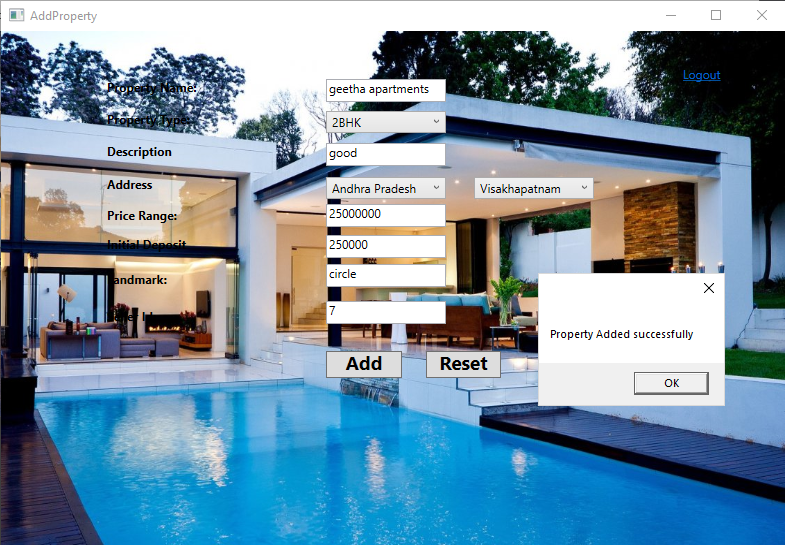 AddProperty
Logout
Property Name: geetha apartments
Property Type: 2BHK
Description good
Address Andhra Pradesh Visakhapatnam
Price Range: 25000000
Initial Deposit 250000
Landmark: circle
7
Add Reset
Property Added successfully
OK